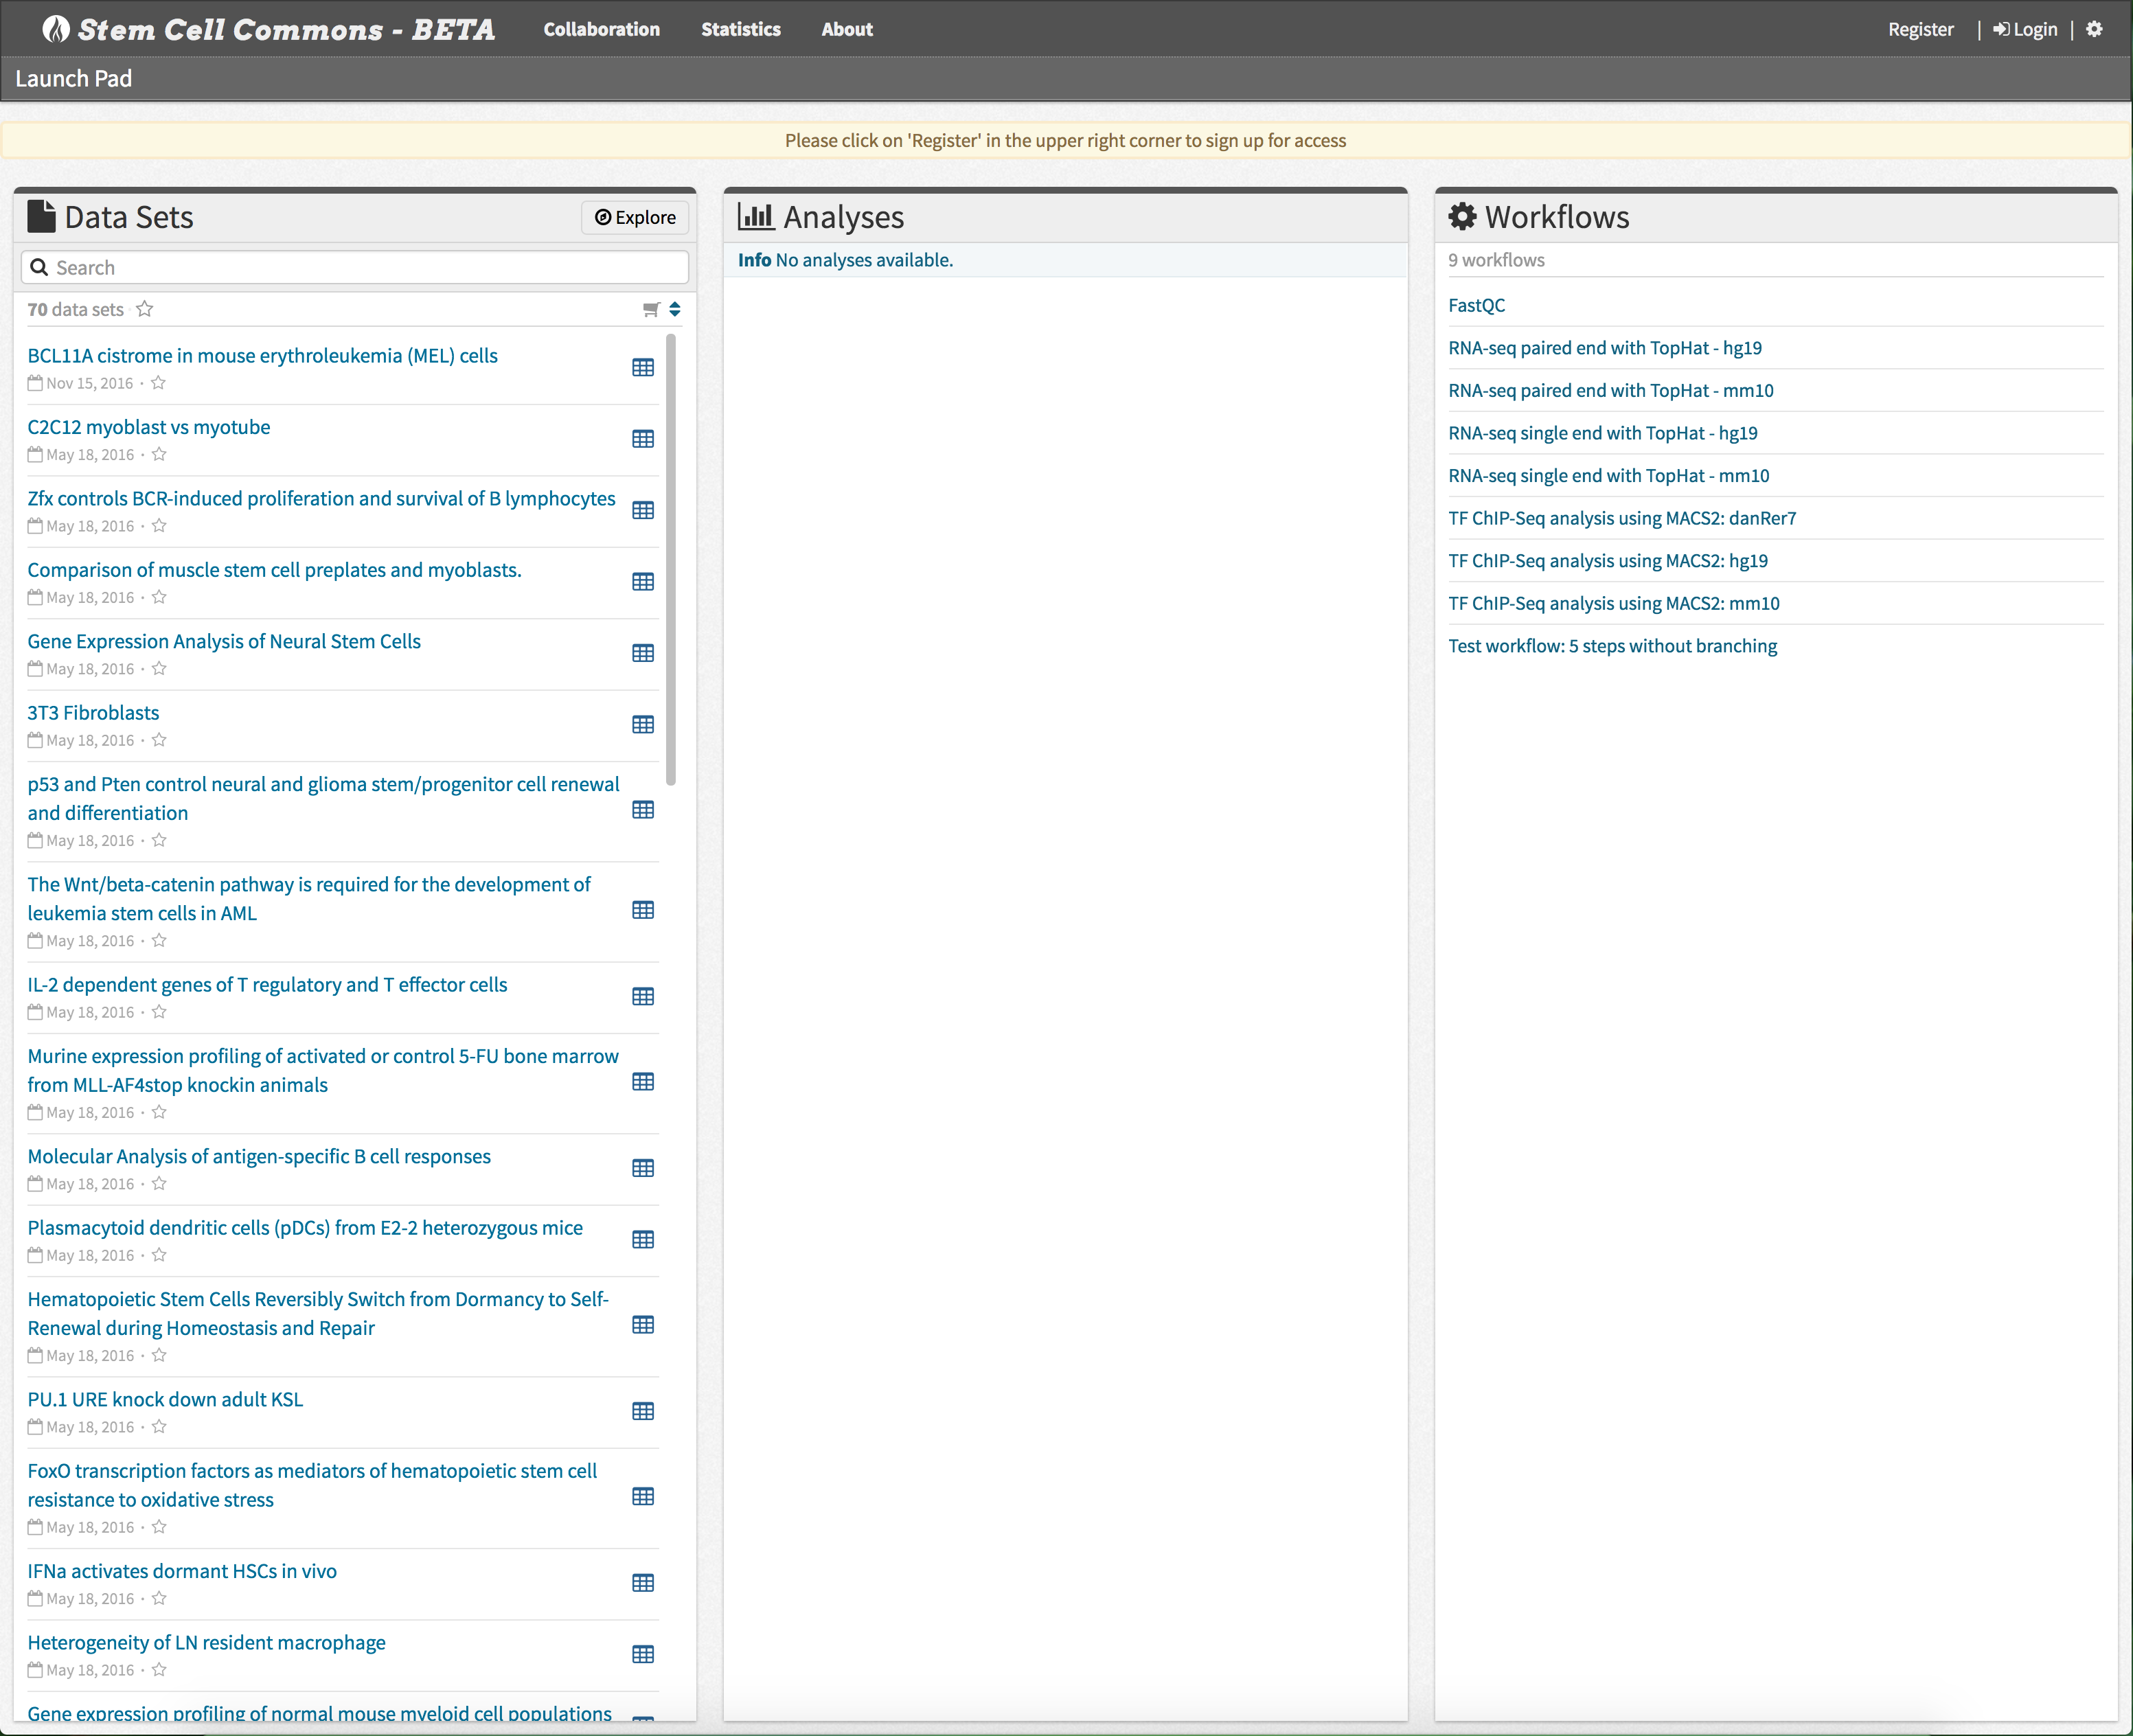 Stem Cell Commons - BETA
Collaboration
Statistics
About
Register
|
Login
|
Launch Pad
Please click on 'Register' in the upper right corner to sign up for access
Data Sets
Explore
Search
70 data sets
BCL11A cistrome in mouse erythroleukemia (MEL) cells
Nov 15, 2016 ·
C2C12 myoblast vs myotube
May 18, 2016 ·
Zfx controls BCR-induced proliferation and survival of B lymphocytes
May 18, 2016 ·
Comparison of muscle stem cell preplates and myoblasts.
May 18, 2016 ·
Gene Expression Analysis of Neural Stem Cells
May 18, 2016 ·
3T3 Fibroblasts
May 18, 2016 ·
p53 and Pten control neural and glioma stem/progenitor cell renewal
and differentiation
May 18, 2016 ·
The Wnt/beta-catenin pathway is required for the development of
leukemia stem cells in AML
May 18, 2016 ·
IL-2 dependent genes of T regulatory and T effector cells
May 18, 2016 ·
Murine expression profiling of activated or control 5-FU bone marrow
from MLL-AF4stop knockin animals
May 18, 2016 ·
Molecular Analysis of antigen-specific B cell responses
May 18, 2016 ·
Plasmacytoid dendritic cells (pDCs) from E2-2 heterozygous mice
May 18, 2016 ·
Hematopoietic Stem Cells Reversibly Switch from Dormancy to Self-
Renewal during Homeostasis and Repair
May 18, 2016 ·
PU.1 URE knock down adult KSL
May 18, 2016 ·
FoxO transcription factors as mediators of hematopoietic stem cell
resistance to oxidative stress
May 18, 2016 ·
IFNa activates dormant HSCs in vivo
May 18, 2016 ·
Heterogeneity of LN resident macrophage
May 18, 2016 ·
Gene expression profiling of normal mouse myeloid cell populations
Analyses
Info No analyses available.
Workflows
9 workflows
FastQC
RNA-seq paired end with TopHat - hg19
RNA-seq paired end with TopHat - mm10
RNA-seq single end with TopHat - hg19
RNA-seq single end with TopHat - mm10
TF ChIP-Seq analysis using MACS2: danRer7
TF ChIP-Seq analysis using MACS2: hg19
TF ChIP-Seq analysis using MACS2: mm10
Test workflow: 5 steps without branching